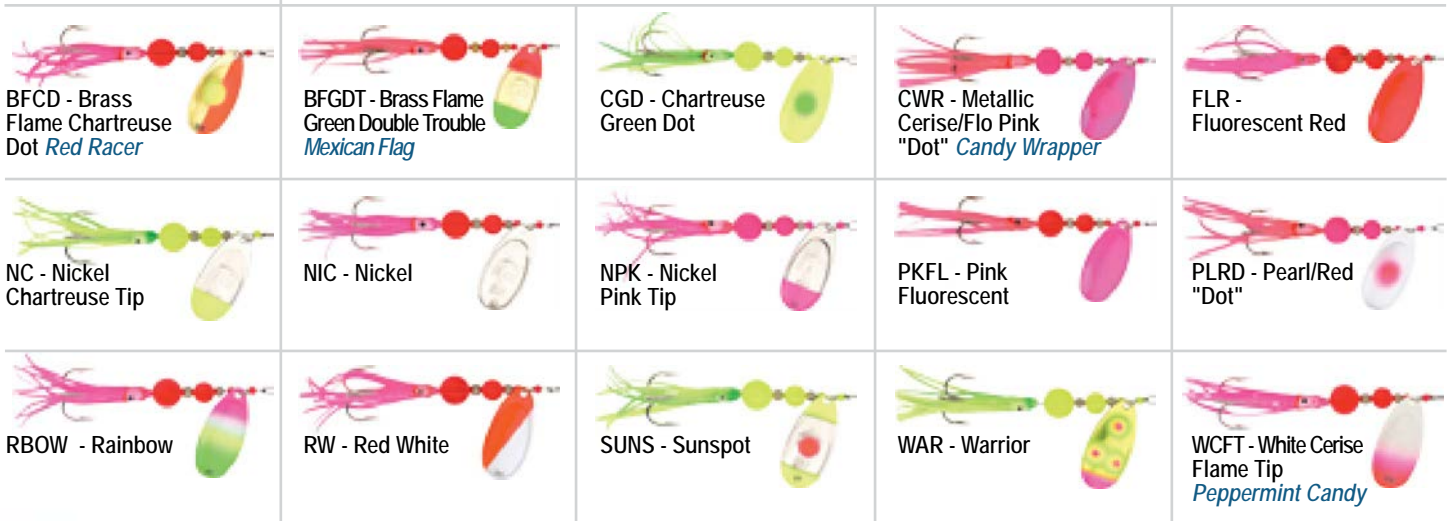 BFCD - Brass
Flame Chartreuse
Dot Red Racer
BFGDT - Brass Flame
Green Double Trouble
Mexican Flag
CGD - Chartreuse
Green Dot
CWR - Metallic
Cerise/Flo Pink
"Dot" Candy Wrapper
FLR -
Fluorescent Red
NC - Nickel
Chartreuse Tip
NIC - Nickel
NPK - Nickel
Pink Tip
PKFL - Pink
Fluorescent
PLRD - Pearl/Red
"Dot"
RBOW - Rainbow
RW - Red White
SUNS - Sunspot
WAR - Warrior
WCFT - White Cerise
Flame Tip
Peppermint Candy